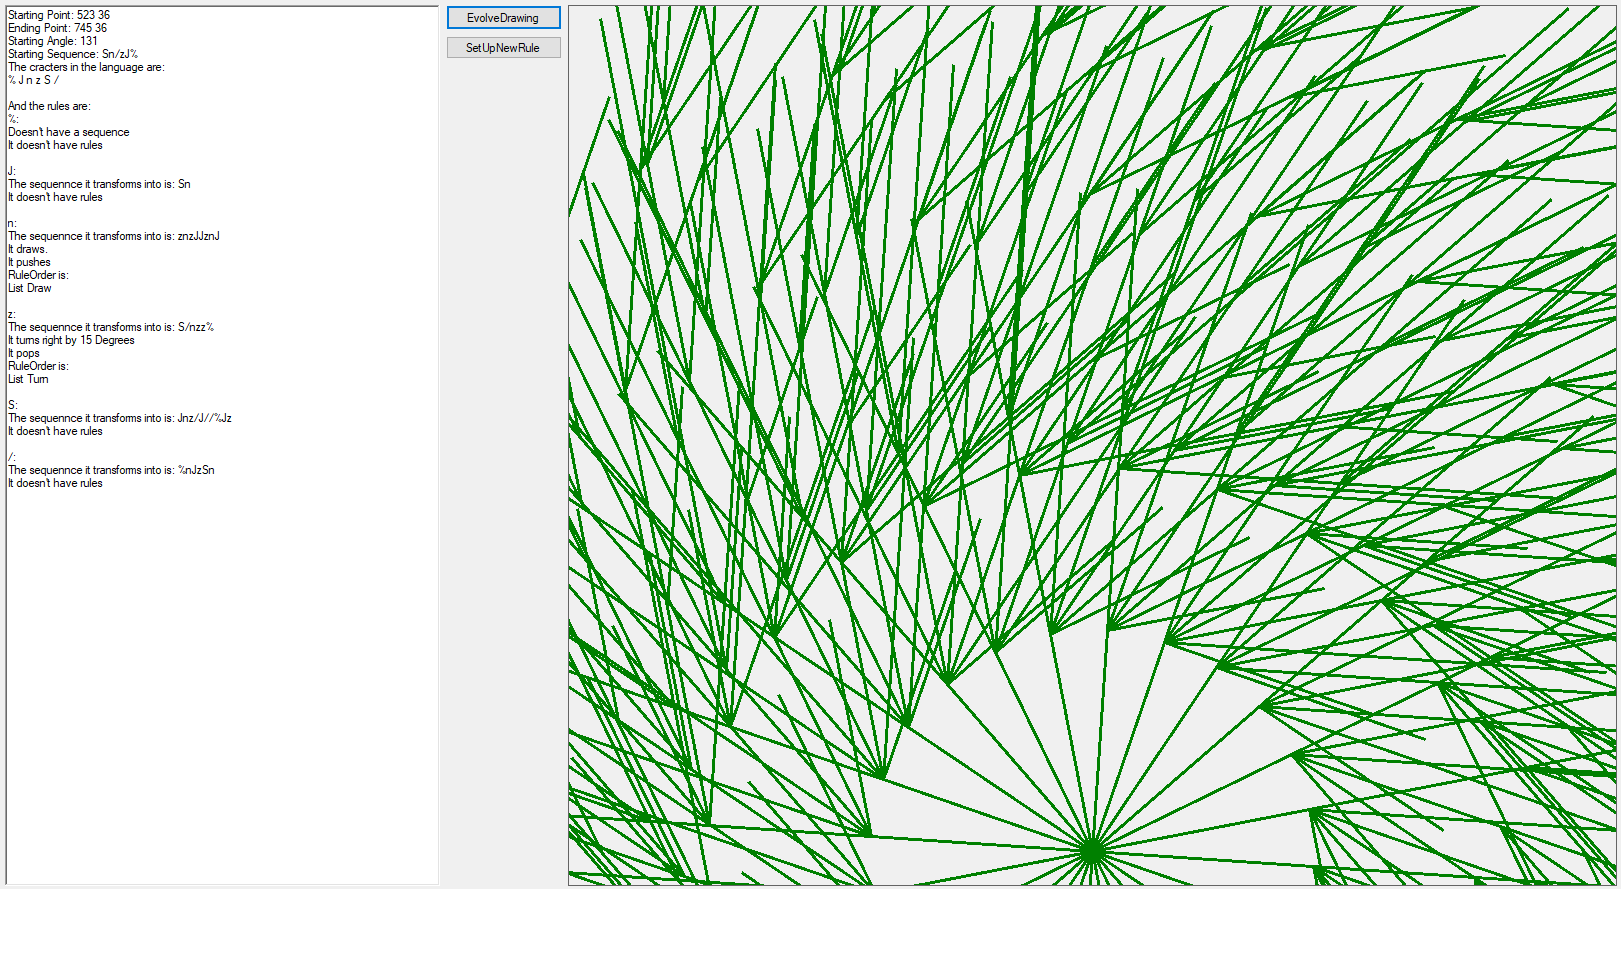 Starting Point: 523 36
Ending Point: 745 36
Starting Angle: 131
Starting Sequence: Sn/zJ%
The cracters in the language are:
% J n z S /
And the rules are:
%:
Doesn't have a sequence
It doesn't have rules
J:
The sequennce it transforms into is: Sn
It doesn't have rules
n:
The sequennce it transforms into is: znzJJznJ
It draws.
It pushes
RuleOrder is:
List Draw
z:
The sequennce it transforms into is: S/nzz%
It turns right by 15 Degrees
It pops
RuleOrder is:
List Turn
S:
The sequennce it transforms into is: Jnz/J//%Jz
It doesn't have rules
/:
The sequennce it transforms into is: %nJzSn
It doesn't have rules
EvolveDrawing
SetUpNewRule